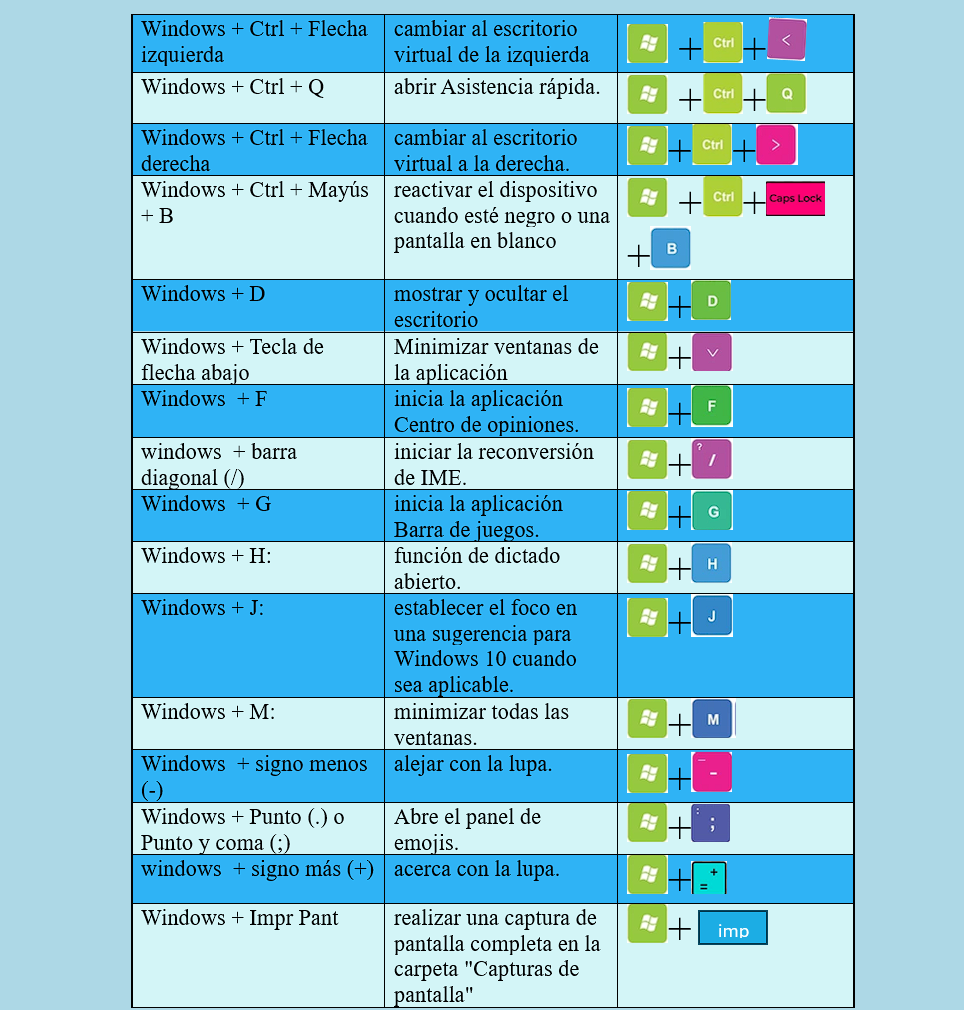 Windows + Ctrl + Flecha izquierda
cambiar al escritorio virtual de la izquierda
+ Ctrl + <
Windows + Ctrl + Q
abrir Asistencia rápida.
+ Ctrl + Q
Windows + Ctrl + Flecha derecha
cambiar al escritorio virtual a la derecha.
+ Ctrl + >
Windows + Ctrl + Mayús + B
reactivar el dispositivo cuando esté negro o una pantalla en blanco
+ Ctrl + Caps Lock
+ B
Windows + D
mostrar y ocultar el escritorio
+ D
Windows + Tecla de flecha abajo
Minimizar ventanas de la aplicación
+
Windows + F
inicia la aplicación Centro de opiniones.
+ F
windows + barra diagonal (/)
iniciar la reconversión de IME.
+ ? /
Windows + G
inicia la aplicación Barra de juegos.
+ G
Windows + H:
función de dictado abierto.
+ H
Windows + J:
establecer el foco en una sugerencia para Windows 10 cuando sea aplicable.
+ J
Windows + M:
minimizar todas las ventanas.
+ M
Windows + signo menos (-)
alejar con la lupa.
+ _ -
Windows + Punto (.) o Punto y coma (;)
Abre el panel de emojis.
+ : ;
windows + signo más (+)
acerca con la lupa.
+ + =
Windows + Impr Pant
realizar una captura de pantalla completa en la carpeta "Capturas de pantalla"
+ imp